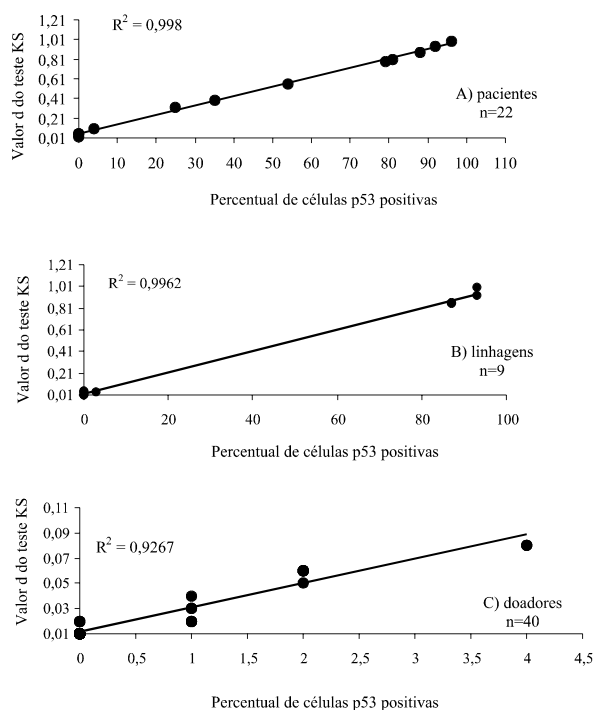 R² = 0,998
Valor d do teste KS
1,21
1,01
0,81
0,61
0,41
0,21
0,01
A) pacientes
n=22
0 10 20 30 40 50 60 70 80 90 100 110
Percentual de células p53 positivas
R² = 0,9962
Valor d do teste KS
1,21
1,01
0,81
0,61
0,41
0,21
0,01
B) linhagens
n=9
0 20 40 60 80 100
Percentual de células p53 positivas
R² = 0,9267
Valor d do teste KS
0,11
0,09
0,07
0,05
0,03
0,01
C) doadores
n=40
0 0,5 1 1,5 2 2,5 3 3,5 4 4,5
Percentual de células p53 positivas